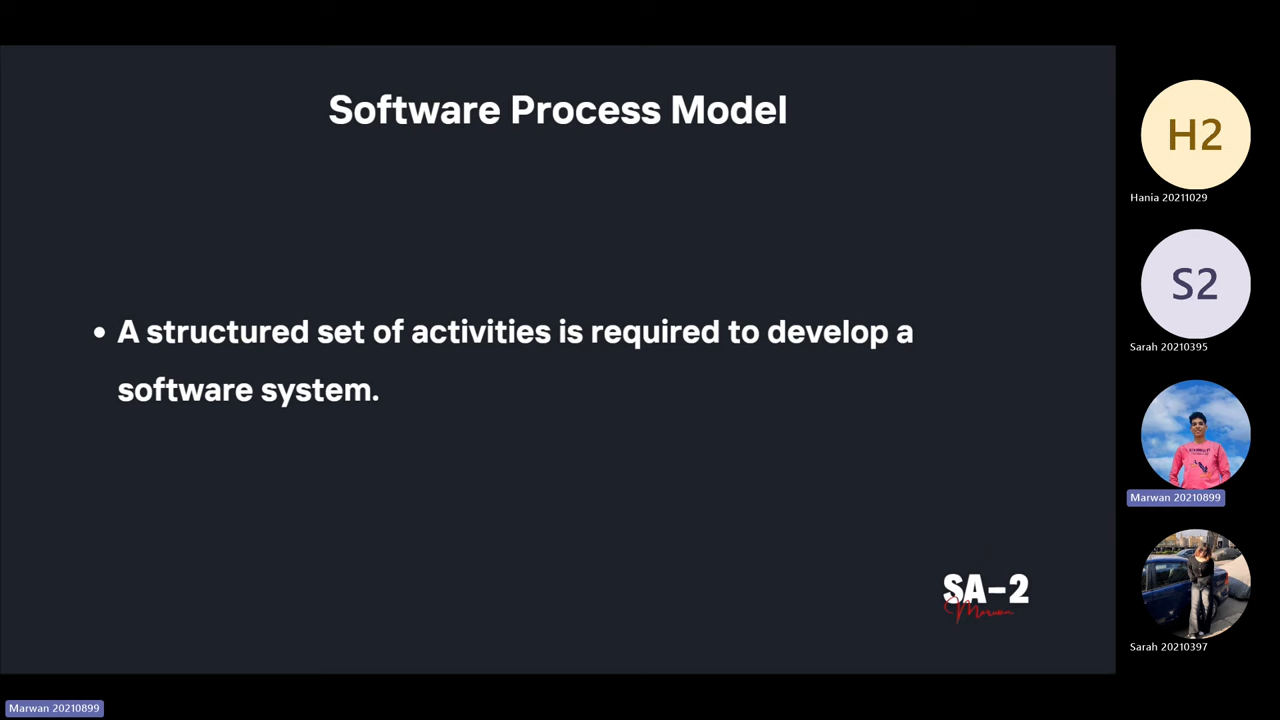 Software Process Model
• A structured set of activities is required to develop a
software system.
SA-2
Marwan
H2
Hania 20211029
S2
Sarah 20210395
Marwan 20210899
Sarah 20210397
Marwan 20210899